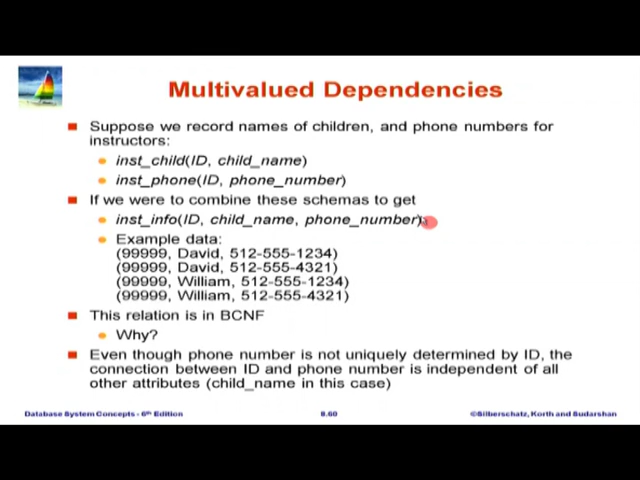 Multivalued Dependencies
Suppose we record names of children, and phone numbers for
instructors:
inst_child(ID, child_name)
inst_phone(ID, phone_number)
If we were to combine these schemas to get
inst_info(ID, child_name, phone_number)
Example data:
(99999, David, 512-555-1234)
(99999, David, 512-555-4321)
(99999, William, 512-555-1234)
(99999, William, 512-555-4321)
This relation is in BCNF
Why?
Even though phone number is not uniquely determined by ID, the
connection between ID and phone number is independent of all
other attributes (child_name in this case)
Database System Concepts - 6th Edition
8.60
©Silberschatz, Korth and Sudarshan